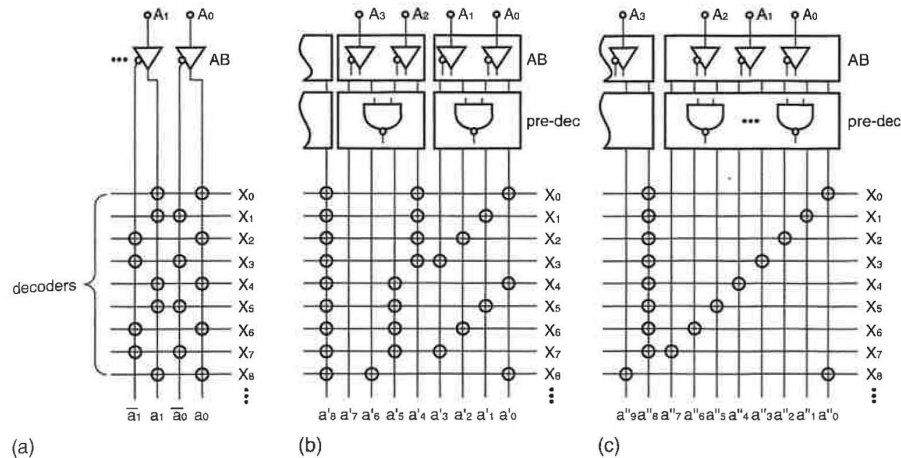 A₁ A₀ A₃ A₂ A₁ A₀ A₃ A₂ A₁ A₀
••• AB AB AB
pre-dec ••• pre-dec
X₀ X₀ X₀
X₁ X₁ X₁
X₂ X₂ X₂
X₃ X₃ X₃
decoders X₄ X₄ X₄
X₅ X₅ X₅
X₆ X₆ X₆
X₇ X₇ X₇
X₈ X₈ X₈
a̅₁ a₁ a̅₀ a₀ a'₈ a'₇ a'₆ a'₅ a'₄ a'₃ a'₂ a'₁ a'₀ a"₉ a"₈ a"₇ a"₆ a"₅ a"₄ a"₃ a"₂ a"₁ a"₀
(a) (b) (c)